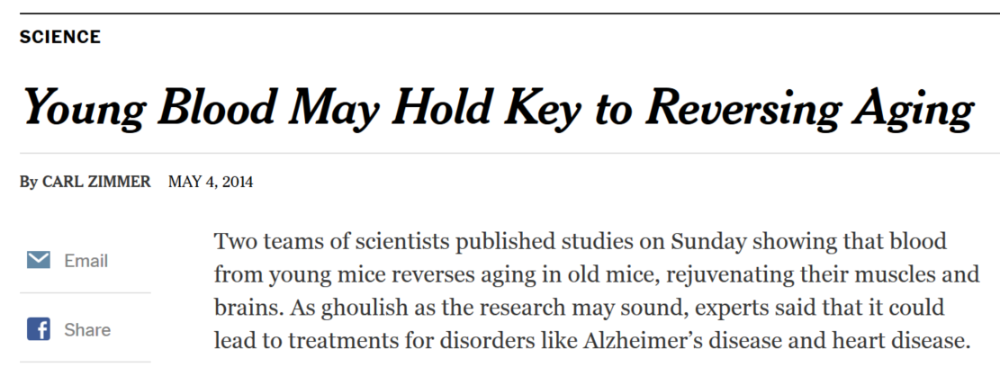 SCIENCE
Young Blood May Hold Key to Reversing Aging
By CARL ZIMMER MAY 4, 2014
Email
Share
Two teams of scientists published studies on Sunday showing that blood
from young mice reverses aging in old mice, rejuvenating their muscles and
brains. As ghoulish as the research may sound, experts said that it could
lead to treatments for disorders like Alzheimer’s disease and heart disease.